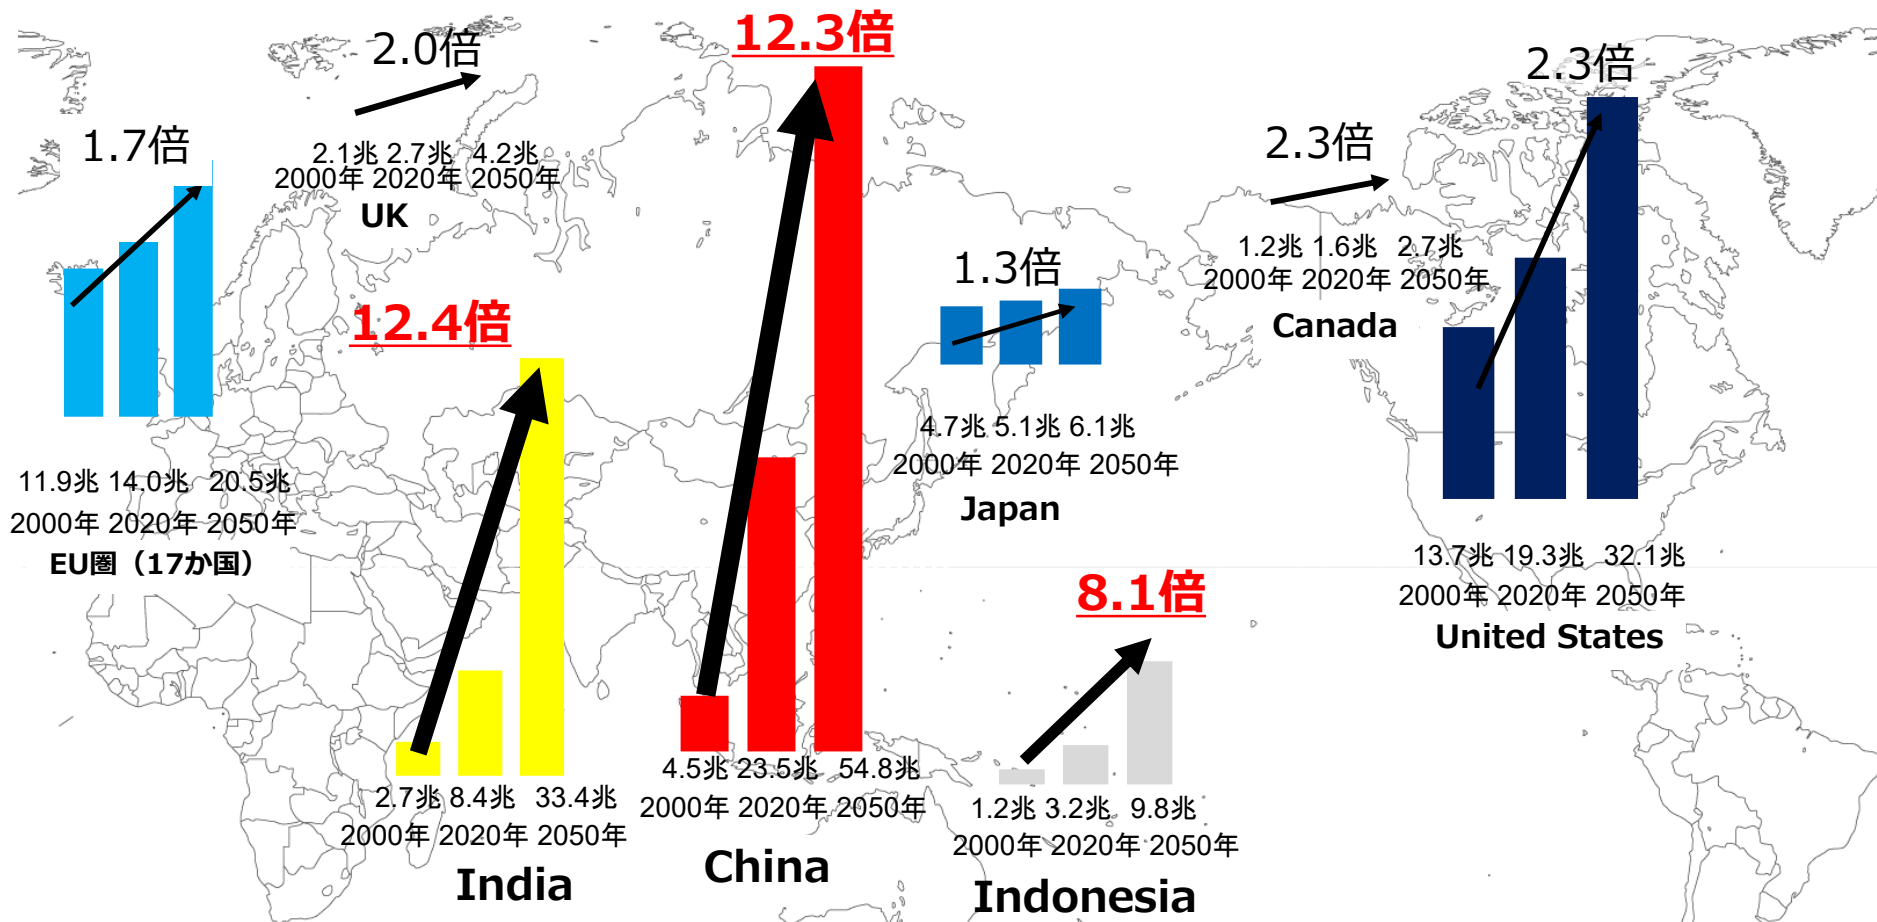 1.7倍
11.9兆 14.0兆 20.5兆
2000年 2020年 2050年
EU圏（17か国）
2.0倍
2.1兆 2.7兆 4.2兆
2000年 2020年 2050年
UK
12.4倍
2.7兆 8.4兆 33.4兆
2000年 2020年 2050年
India
12.3倍
4.5兆 23.5兆 54.8兆
2000年 2020年 2050年
China
1.3倍
4.7兆 5.1兆 6.1兆
2000年 2020年 2050年
Japan
8.1倍
1.2兆 3.2兆 9.8兆
2000年 2020年 2050年
Indonesia
2.3倍
1.2兆 1.6兆 2.7兆
2000年 2020年 2050年
Canada
2.3倍
13.7兆 19.3兆 32.1兆
2000年 2020年 2050年
United States